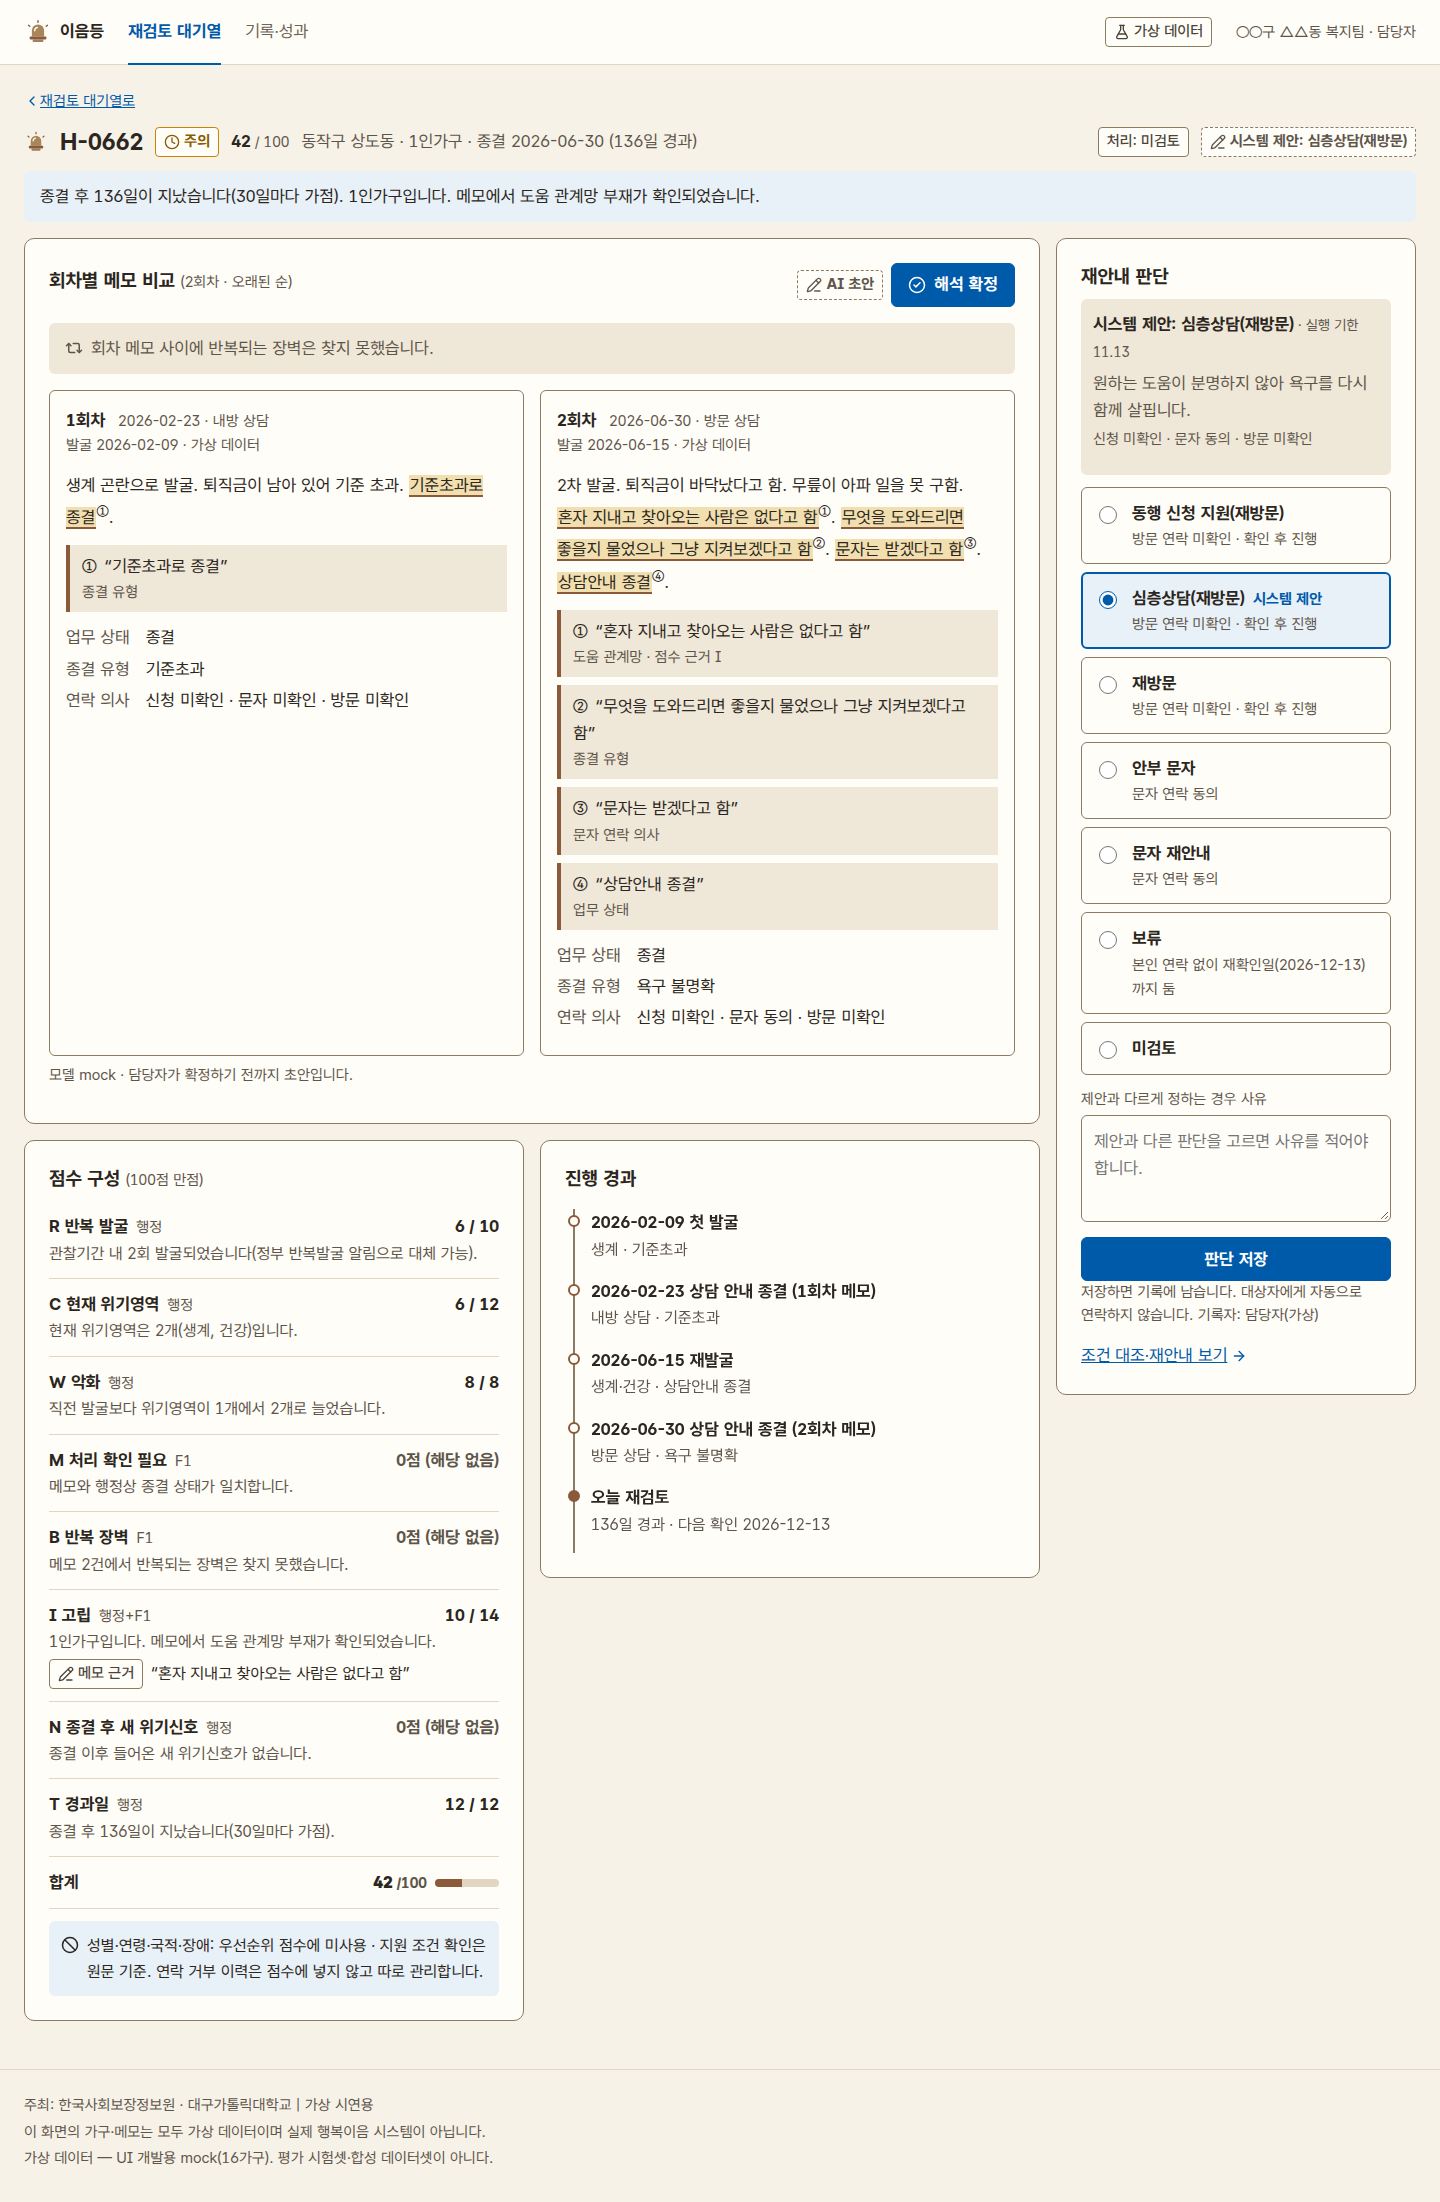 이음등 재검토 대기열 기록·성과 가상 데이터 ○○구 △△동 복지팀 · 담당자
재검토 대기열로
H-0662 주의 42 / 100 동작구 상도동 · 1인가구 · 종결 2026-06-30 (136일 경과) 처리: 미검토 시스템 제안: 심층상담(재방문)
종결 후 136일이 지났습니다(30일마다 가점). 1인가구입니다. 메모에서 도움 관계망 부재가 확인되었습니다.
회차별 메모 비교 (2회차 · 오래된 순) AI 초안 해석 확정
회차 메모 사이에 반복되는 장벽은 찾지 못했습니다.
1회차 2026-02-23 · 내방 상담
발굴 2026-02-09 · 가상 데이터
생계 곤란으로 발굴. 퇴직금이 남아 있어 기준 초과. 기준초과로
종결①.
① “기준초과로 종결”
종결 유형
업무 상태 종결
종결 유형 기준초과
연락 의사 신청 미확인 · 문자 미확인 · 방문 미확인
2회차 2026-06-30 · 방문 상담
발굴 2026-06-15 · 가상 데이터
2차 발굴. 퇴직금이 바닥났다고 함. 무릎이 아파 일을 못 구함.
혼자 지내고 찾아오는 사람은 없다고 함①. 무엇을 도와드리면
좋을지 물었으나 그냥 지켜보겠다고 함②. 문자는 받겠다고 함③.
상담안내 종결④.
① “혼자 지내고 찾아오는 사람은 없다고 함”
도움 관계망 · 점수 근거 I
② “무엇을 도와드리면 좋을지 물었으나 그냥 지켜보겠다고
함”
종결 유형
③ “문자는 받겠다고 함”
문자 연락 의사
④ “상담안내 종결”
업무 상태
업무 상태 종결
종결 유형 욕구 불명확
연락 의사 신청 미확인 · 문자 동의 · 방문 미확인
모델 mock · 담당자가 확정하기 전까지 초안입니다.
재안내 판단
시스템 제안: 심층상담(재방문) · 실행 기한
11.13
원하는 도움이 분명하지 않아 욕구를 다시
함께 살핍니다.
신청 미확인 · 문자 동의 · 방문 미확인
동행 신청 지원(재방문)
방문 연락 미확인 · 확인 후 진행
심층상담(재방문) 시스템 제안
방문 연락 미확인 · 확인 후 진행
재방문
방문 연락 미확인 · 확인 후 진행
안부 문자
문자 연락 동의
문자 재안내
문자 연락 동의
보류
본인 연락 없이 재확인일(2026-12-13)
까지 둠
미검토
제안과 다르게 정하는 경우 사유
제안과 다른 판단을 고르면 사유를 적어야
합니다.
판단 저장
저장하면 기록에 남습니다. 대상자에게 자동으로
연락하지 않습니다. 기록자: 담당자(가상)
조건 대조·재안내 보기
점수 구성 (100점 만점)
R 반복 발굴 행정 6 / 10
관찰기간 내 2회 발굴되었습니다(정부 반복발굴 알림으로 대체 가능).
C 현재 위기영역 행정 6 / 12
현재 위기영역은 2개(생계, 건강)입니다.
W 악화 행정 8 / 8
직전 발굴보다 위기영역이 1개에서 2개로 늘었습니다.
M 처리 확인 필요 F1 0점 (해당 없음)
메모와 행정상 종결 상태가 일치합니다.
B 반복 장벽 F1 0점 (해당 없음)
메모 2건에서 반복되는 장벽은 찾지 못했습니다.
I 고립 행정+F1 10 / 14
1인가구입니다. 메모에서 도움 관계망 부재가 확인되었습니다.
메모 근거 “혼자 지내고 찾아오는 사람은 없다고 함”
N 종결 후 새 위기신호 행정 0점 (해당 없음)
종결 이후 들어온 새 위기신호가 없습니다.
T 경과일 행정 12 / 12
종결 후 136일이 지났습니다(30일마다 가점).
합계 42 /100
성별·연령·국적·장애: 우선순위 점수에 미사용 · 지원 조건 확인은
원문 기준. 연락 거부 이력은 점수에 넣지 않고 따로 관리합니다.
진행 경과
2026-02-09 첫 발굴
생계 · 기준초과
2026-02-23 상담 안내 종결 (1회차 메모)
내방 상담 · 기준초과
2026-06-15 재발굴
생계·건강 · 상담안내 종결
2026-06-30 상담 안내 종결 (2회차 메모)
방문 상담 · 욕구 불명확
오늘 재검토
136일 경과 · 다음 확인 2026-12-13
주최: 한국사회보장정보원 · 대구가톨릭대학교 | 가상 시연용
이 화면의 가구·메모는 모두 가상 데이터이며 실제 행복이음 시스템이 아닙니다.
가상 데이터 — UI 개발용 mock(16가구). 평가 시험셋·합성 데이터셋이 아니다.